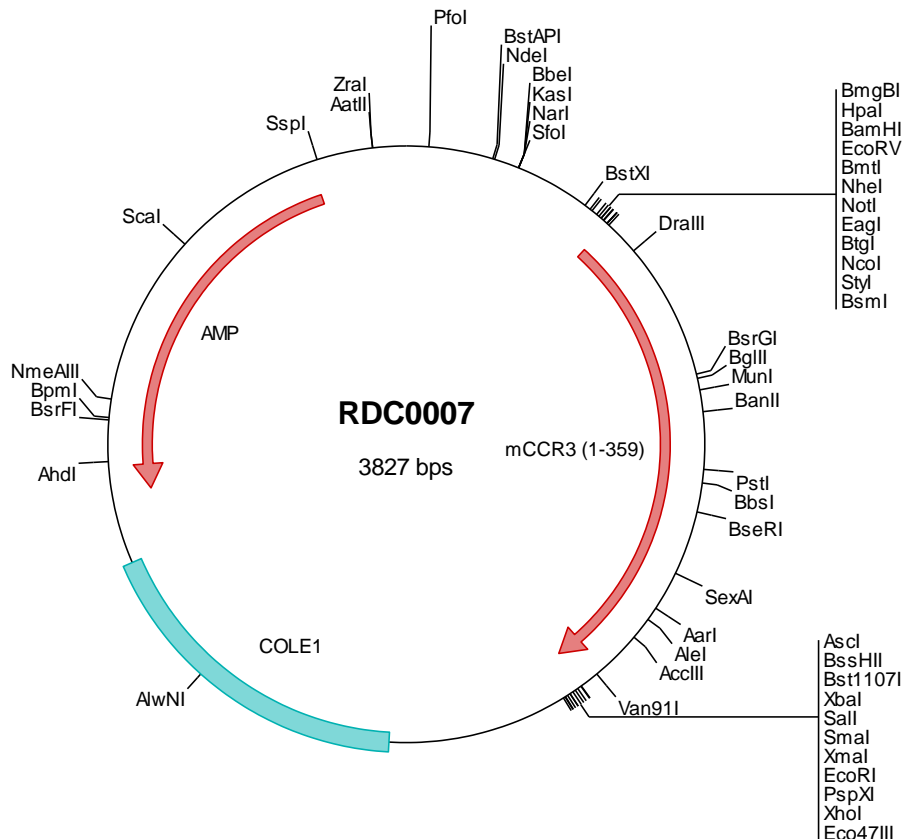 PfoI
BstAPI
NdeI
BbeI
KasI
NarI
SfoI
ZraI
AatII
SspI
ScaI
BstXI
DraIII
BmgBI
HpaI
BamHI
EcoRV
BmtI
NheI
NotI
EagI
BtgI
NcoI
StyI
BsmI
AMP
NmeAIII
BpmI
BsrFI
AhdI
RDC0007
3827 bps
mCCR3 (1-359)
BsrGI
BglII
MunI
BanII
PstI
BbsI
BseRI
SexAI
AarI
AleI
AccIII
Van91I
COLE1
AlwNI
AscI
BssHII
Bst1107I
XbaI
SalI
SmaI
XmaI
EcoRI
PspXI
XhoI
Eco47III